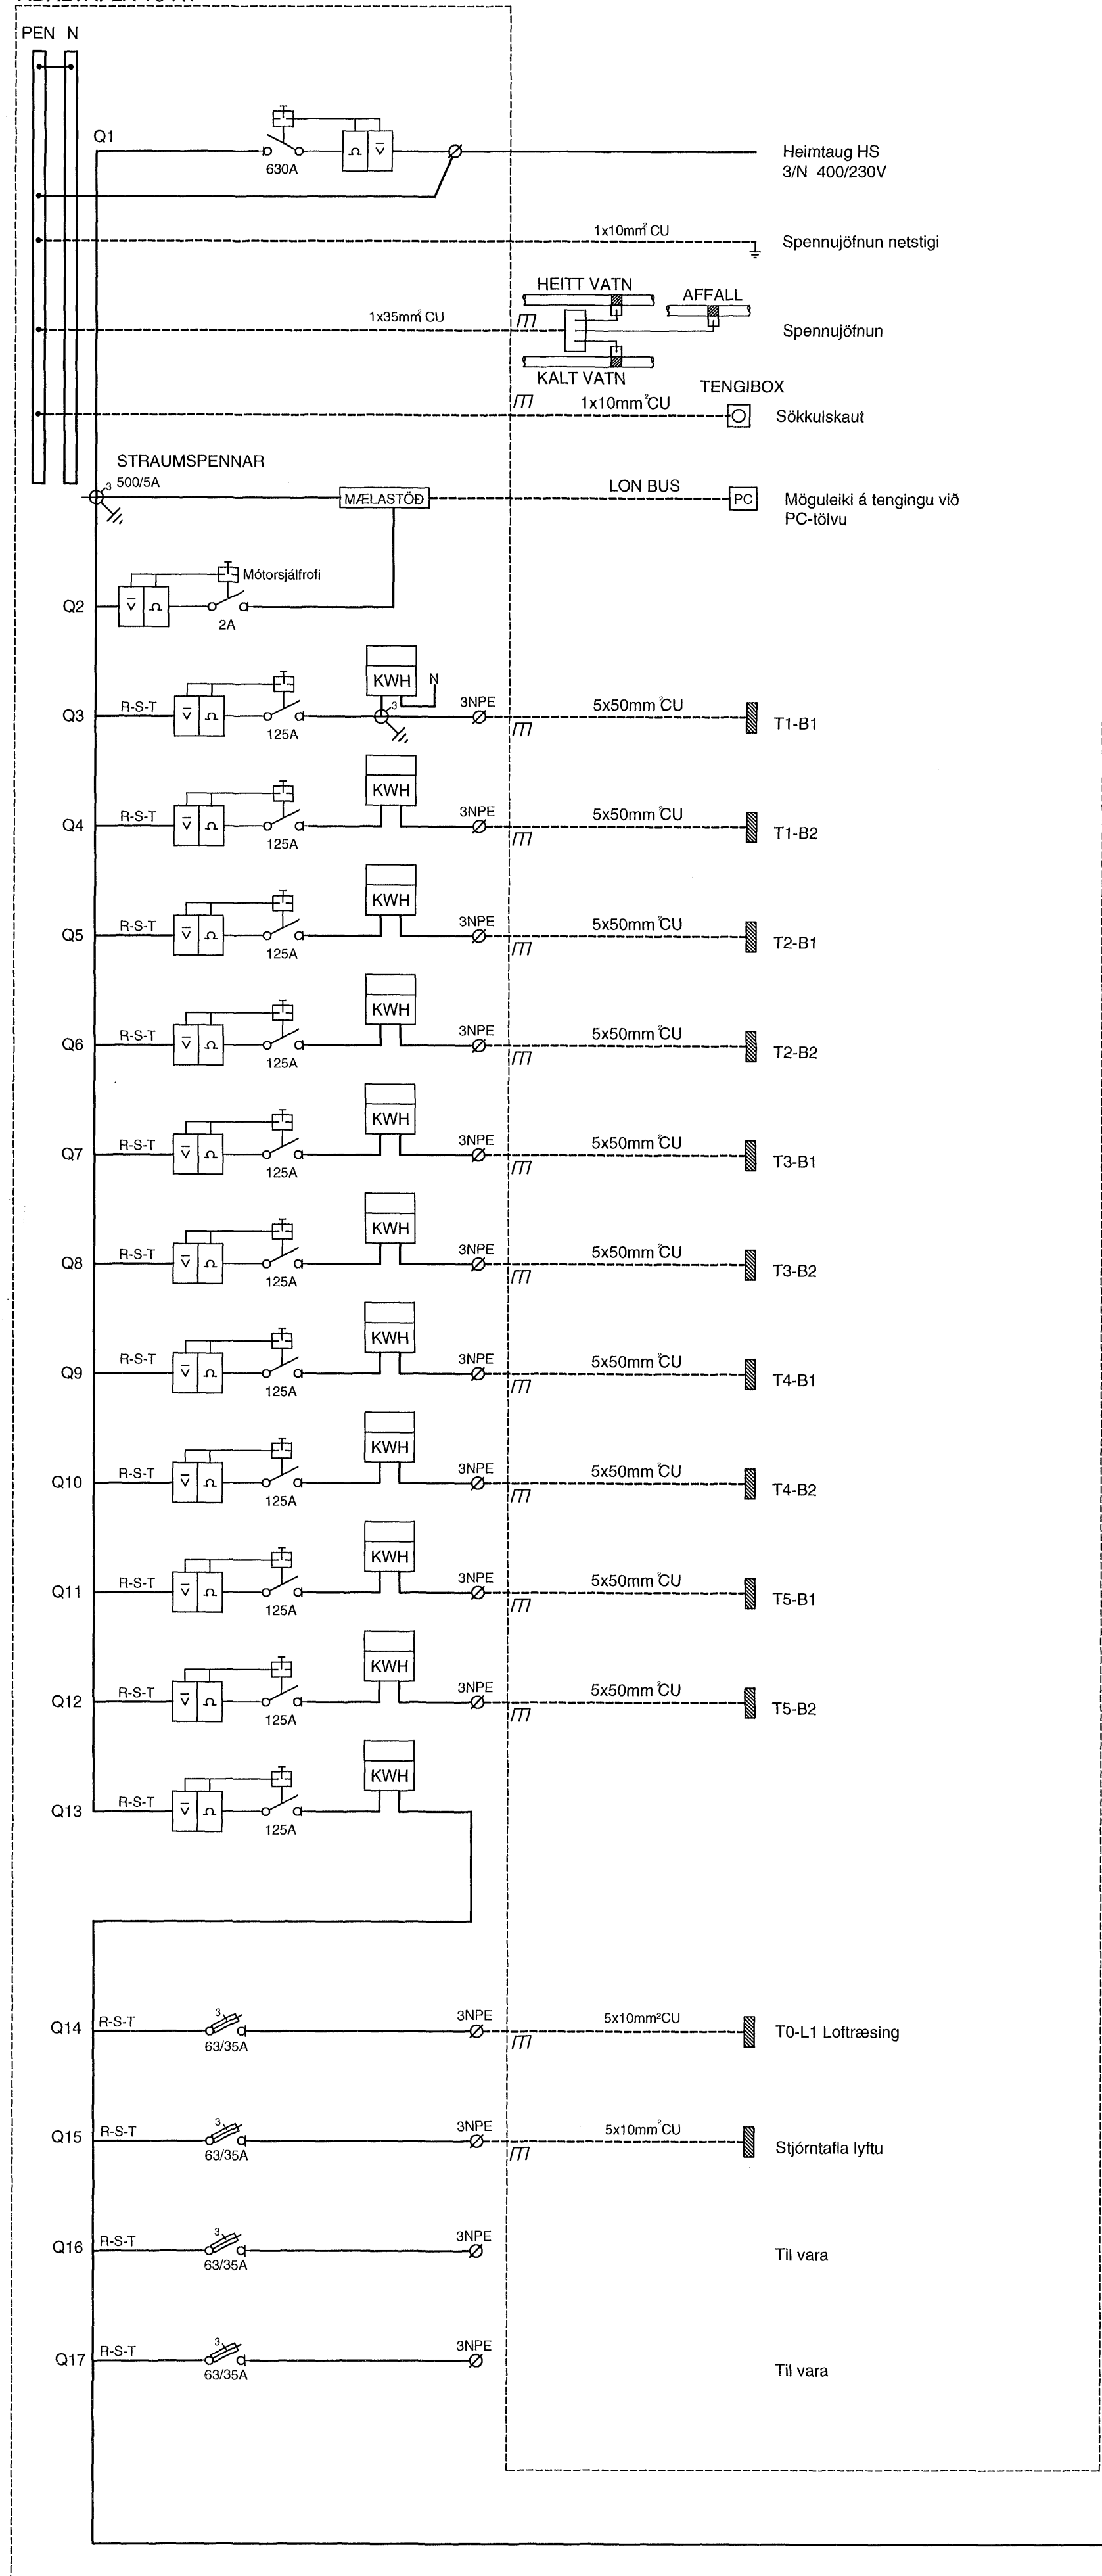 PEN N
Q1
630A
Heimtaug HS
3/N 400/230V
1x10mm² CU
Spennujöfnun netstigi
HEITT VATN
AFFALL
1x35mm² CU
Spennujöfnun
KALT VATN
TENGIBOX
1x10mm² CU
Sökkulskaut
STRAUMSPENNAR
3 500/5A
MÆLASTÖÐ
LON BUS
PC
Möguleiki á tengingu við
PC-tölvu
Mótorsjálfrofi
Q2
2A
KWH
N
3
Q3 R-S-T 125A 3NPE 5x50mm² CU T1-B1
KWH
Q4 R-S-T 125A 3NPE 5x50mm² CU T1-B2
KWH
Q5 R-S-T 125A 3NPE 5x50mm² CU T2-B1
KWH
Q6 R-S-T 125A 3NPE 5x50mm² CU T2-B2
KWH
Q7 R-S-T 125A 3NPE 5x50mm² CU T3-B1
KWH
Q8 R-S-T 125A 3NPE 5x50mm² CU T3-B2
KWH
Q9 R-S-T 125A 3NPE 5x50mm² CU T4-B1
KWH
Q10 R-S-T 125A 3NPE 5x50mm² CU T4-B2
KWH
Q11 R-S-T 125A 3NPE 5x50mm² CU T5-B1
KWH
Q12 R-S-T 125A 3NPE 5x50mm² CU T5-B2
KWH
Q13 R-S-T 125A
Q14 R-S-T 3 63/35A 3NPE 5x10mm²CU T0-L1 Loftræsing
Q15 R-S-T 3 63/35A 3NPE 5x10mm² CU Stjórntafla lyftu
Q16 R-S-T 3 63/35A 3NPE Til vara
Q17 R-S-T 3 63/35A 3NPE Til vara